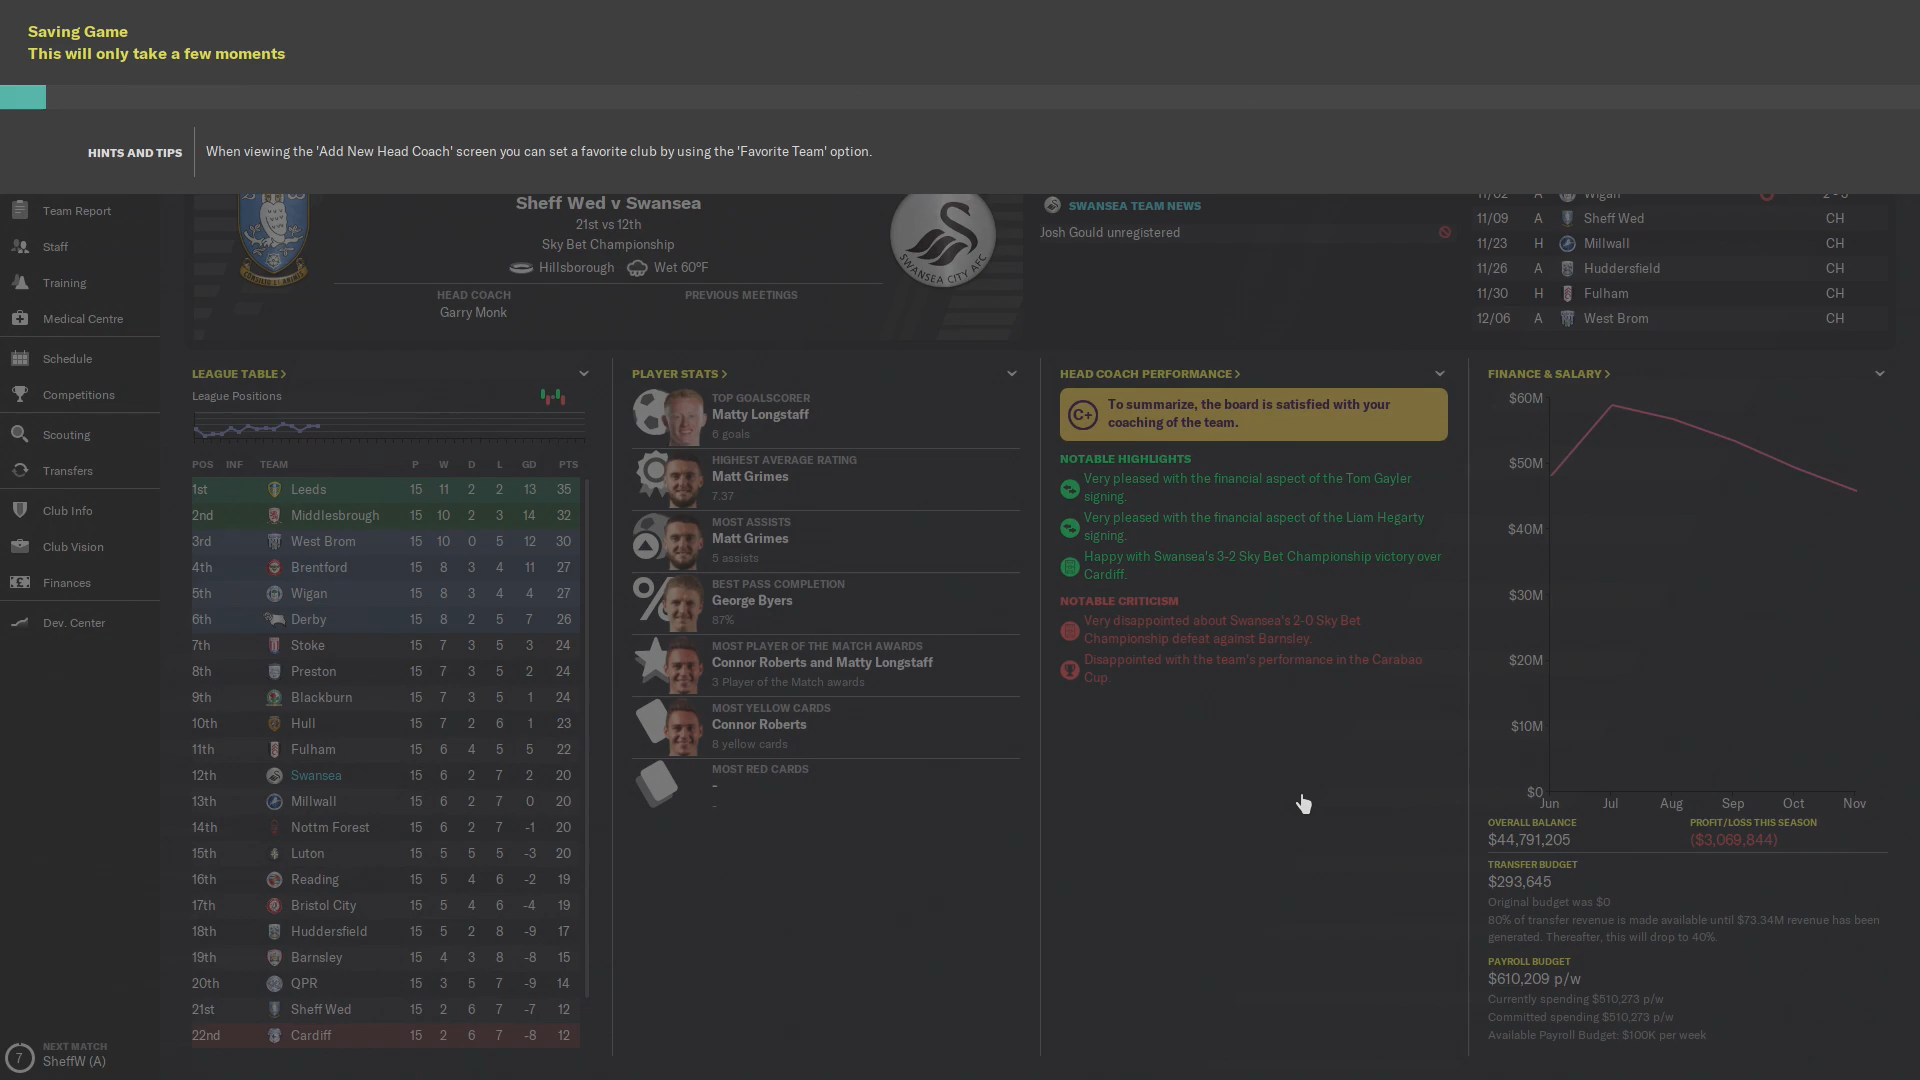 Saving Game
This will only take a few moments
HINTS AND TIPS
When viewing the 'Add New Head Coach' screen you can set a favorite club by using the 'Favorite Team' option.
Team Report
Staff
Training
Medical Centre
Schedule
Competitions
Scouting
Transfers
Club Info
Club Vision
Finances
Dev. Center
7
NEXT MATCH
SheffW (A)
Sheff Wed v Swansea
21st vs 12th
Sky Bet Championship
Hillsborough Wet 60°F
HEAD COACH PREVIOUS MEETINGS
Garry Monk
SWANSEA CITY AFC
SWANSEA TEAM NEWS
Josh Gould unregistered
11/02 A Wigan 2 - 3
11/09 A Sheff Wed CH
11/23 H Millwall CH
11/26 A Huddersfield CH
11/30 H Fulham CH
12/06 A West Brom CH
LEAGUE TABLE >
League Positions
POS INF TEAM P W D L GD PTS
1st Leeds 15 11 2 2 13 35
2nd Middlesbrough 15 10 2 3 14 32
3rd West Brom 15 10 0 5 12 30
4th Brentford 15 8 3 4 11 27
5th Wigan 15 8 3 4 4 27
6th Derby 15 8 2 5 7 26
7th Stoke 15 7 3 5 3 24
8th Preston 15 7 3 5 2 24
9th Blackburn 15 7 3 5 1 24
10th Hull 15 7 2 6 1 23
11th Fulham 15 6 4 5 5 22
12th Swansea 15 6 2 7 2 20
13th Millwall 15 6 2 7 0 20
14th Nottm Forest 15 6 2 7 -1 20
15th Luton 15 5 5 5 -3 20
16th Reading 15 5 4 6 -2 19
17th Bristol City 15 5 4 6 -4 19
18th Huddersfield 15 5 2 8 -9 17
19th Barnsley 15 4 3 8 -8 15
20th QPR 15 3 5 7 -9 14
21st Sheff Wed 15 2 6 7 -7 12
22nd Cardiff 15 2 6 7 -8 12
PLAYER STATS >
TOP GOALSCORER
Matty Longstaff
6 goals
HIGHEST AVERAGE RATING
Matt Grimes
7.37
MOST ASSISTS
Matt Grimes
5 assists
BEST PASS COMPLETION
George Byers
87%
MOST PLAYER OF THE MATCH AWARDS
Connor Roberts and Matty Longstaff
3 Player of the Match awards
MOST YELLOW CARDS
Connor Roberts
8 yellow cards
MOST RED CARDS
-
-
HEAD COACH PERFORMANCE >
C+
To summarize, the board is satisfied with your
coaching of the team.
NOTABLE HIGHLIGHTS
Very pleased with the financial aspect of the Tom Gayler
signing.
Very pleased with the financial aspect of the Liam Hegarty
signing.
Happy with Swansea's 3-2 Sky Bet Championship victory over
Cardiff.
NOTABLE CRITICISM
Very disappointed about Swansea's 2-0 Sky Bet
Championship defeat against Barnsley.
Disappointed with the team's performance in the Carabao
Cup.
FINANCE & SALARY >
$60M
$50M
$40M
$30M
$20M
$10M
$0
Jun Jul Aug Sep Oct Nov
OVERALL BALANCE PROFIT/LOSS THIS SEASON
$44,791,205 ($3,069,844)
TRANSFER BUDGET
$293,645
Original budget was $0
80% of transfer revenue is made available until $73.34M revenue has been
generated. Thereafter, this will drop to 40%.
PAYROLL BUDGET
$610,209 p/w
Currently spending $510,273 p/w
Committed spending $510,273 p/w
Available Payroll Budget: $100K per week